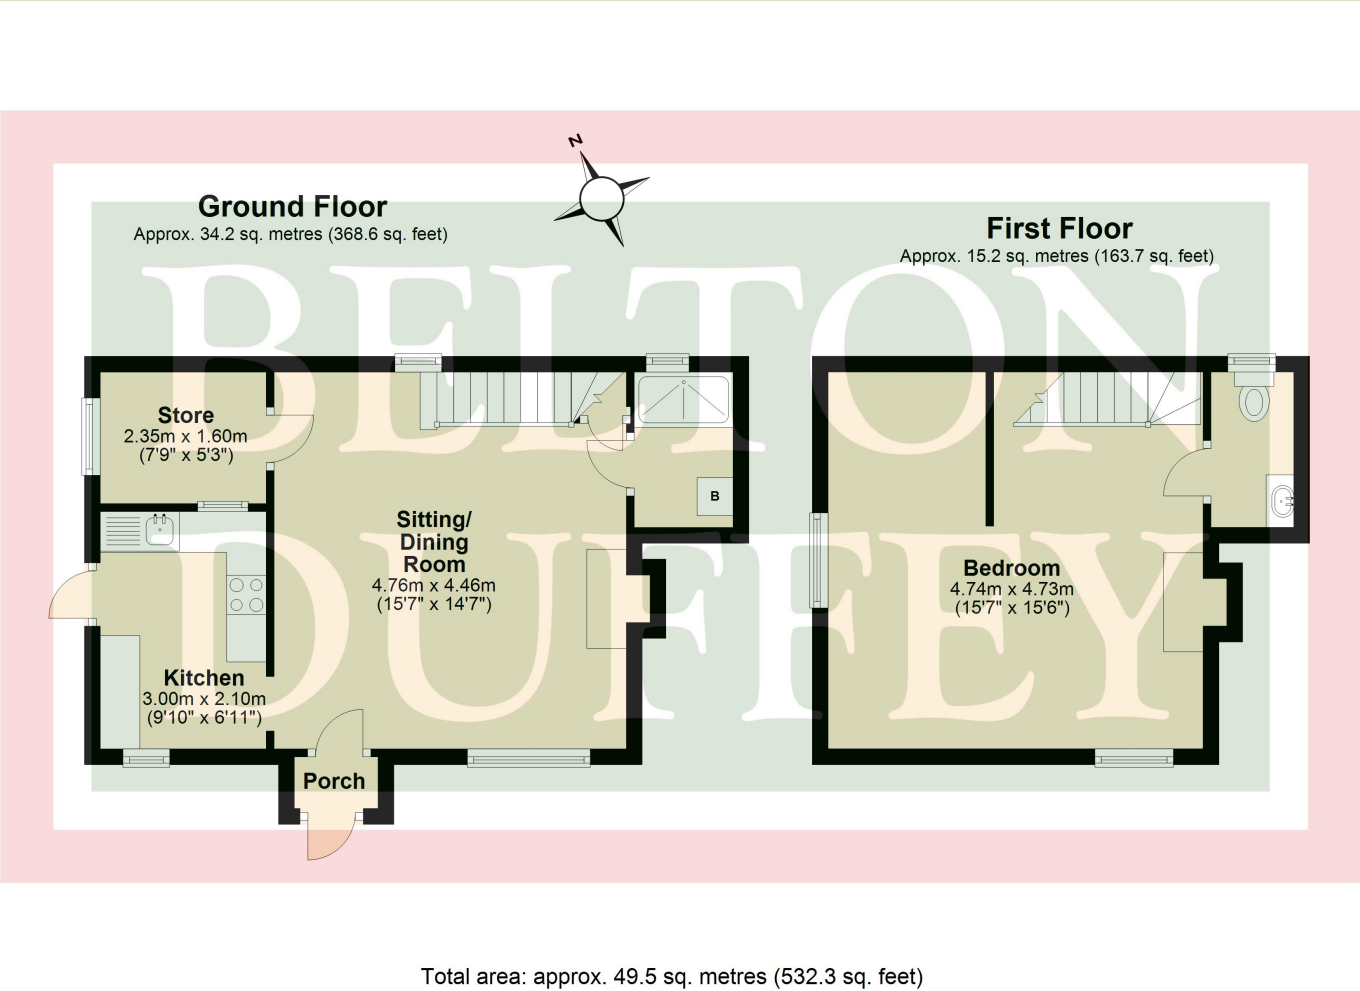 N
Ground Floor
Approx. 34.2 sq. metres (368.6 sq. feet)
First Floor
Approx. 15.2 sq. metres (163.7 sq. feet)
BELTON
DUFFEY
Store
2.35m x 1.60m
(7'9" x 5'3")
B
Sitting/
Dining
Room
4.76m x 4.46m
(15'7" x 14'7")
Bedroom
4.74m x 4.73m
(15'7" x 15'6")
Kitchen
3.00m x 2.10m
(9'10" x 6'11")
Porch
Total area: approx. 49.5 sq. metres (532.3 sq. feet)